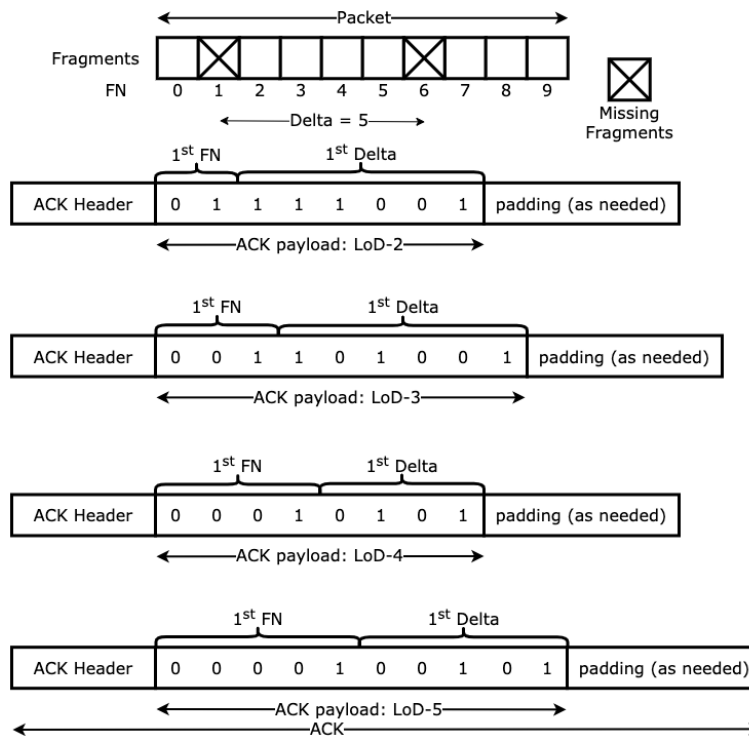 Packet
Fragments
FN 0 1 2 3 4 5 6 7 8 9
Delta = 5
Missing
Fragments
1st FN 1st Delta
ACK Header 0 1 1 1 1 0 0 1 padding (as needed)
ACK payload: LoD-2
1st FN 1st Delta
ACK Header 0 0 1 1 0 1 0 0 1 padding (as needed)
ACK payload: LoD-3
1st FN 1st Delta
ACK Header 0 0 0 1 0 1 0 1 padding (as needed)
ACK payload: LoD-4
1st FN 1st Delta
ACK Header 0 0 0 0 1 0 0 1 0 1 padding (as needed)
ACK payload: LoD-5
ACK